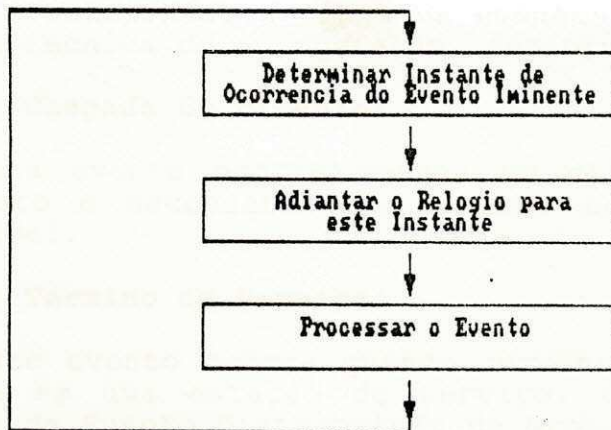 Determinar Instante de
Ocorrencia do Evento Iminente
Adiantar o Relogio para
este Instante
Processar o Evento